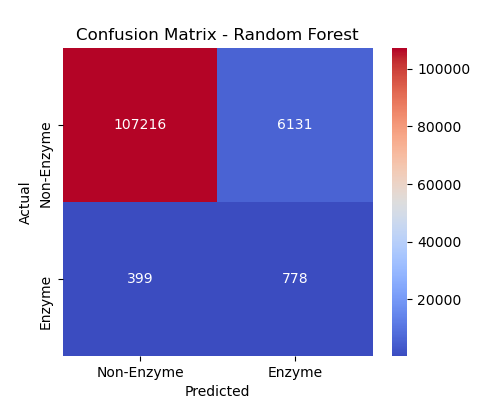 Confusion Matrix - Random Forest
Actual
Non-Enzyme
Enzyme
107216
6131
399
778
Non-Enzyme
Enzyme
Predicted
100000
80000
60000
40000
20000